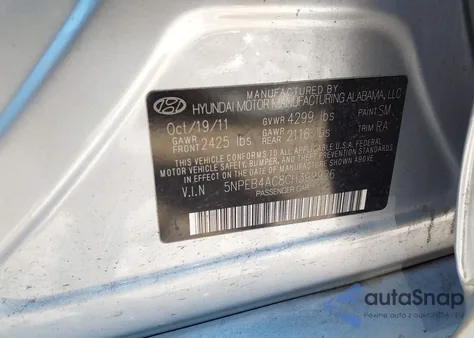 MANUFACTURED BY
HYUNDAI MOTOR MANUFACTURING ALABAMA, LLC
Oct/19/11 GVWR 4299 lbs PAINT SM
GAWR FRONT 2425 lbs GAWR REAR 2116 lbs TRIM RA
THIS VEHICLE CONFORMS TO ALL APPLICABLE U.S.A. FEDERAL
MOTOR VEHICLE SAFETY, BUMPER, AND THEFT PREVENTION
STANDARDS IN EFFECT ON THE DATE OF MANUFACTURE SHOWN ABOVE.
V.I.N
PASSENGER CAR
autoSnap